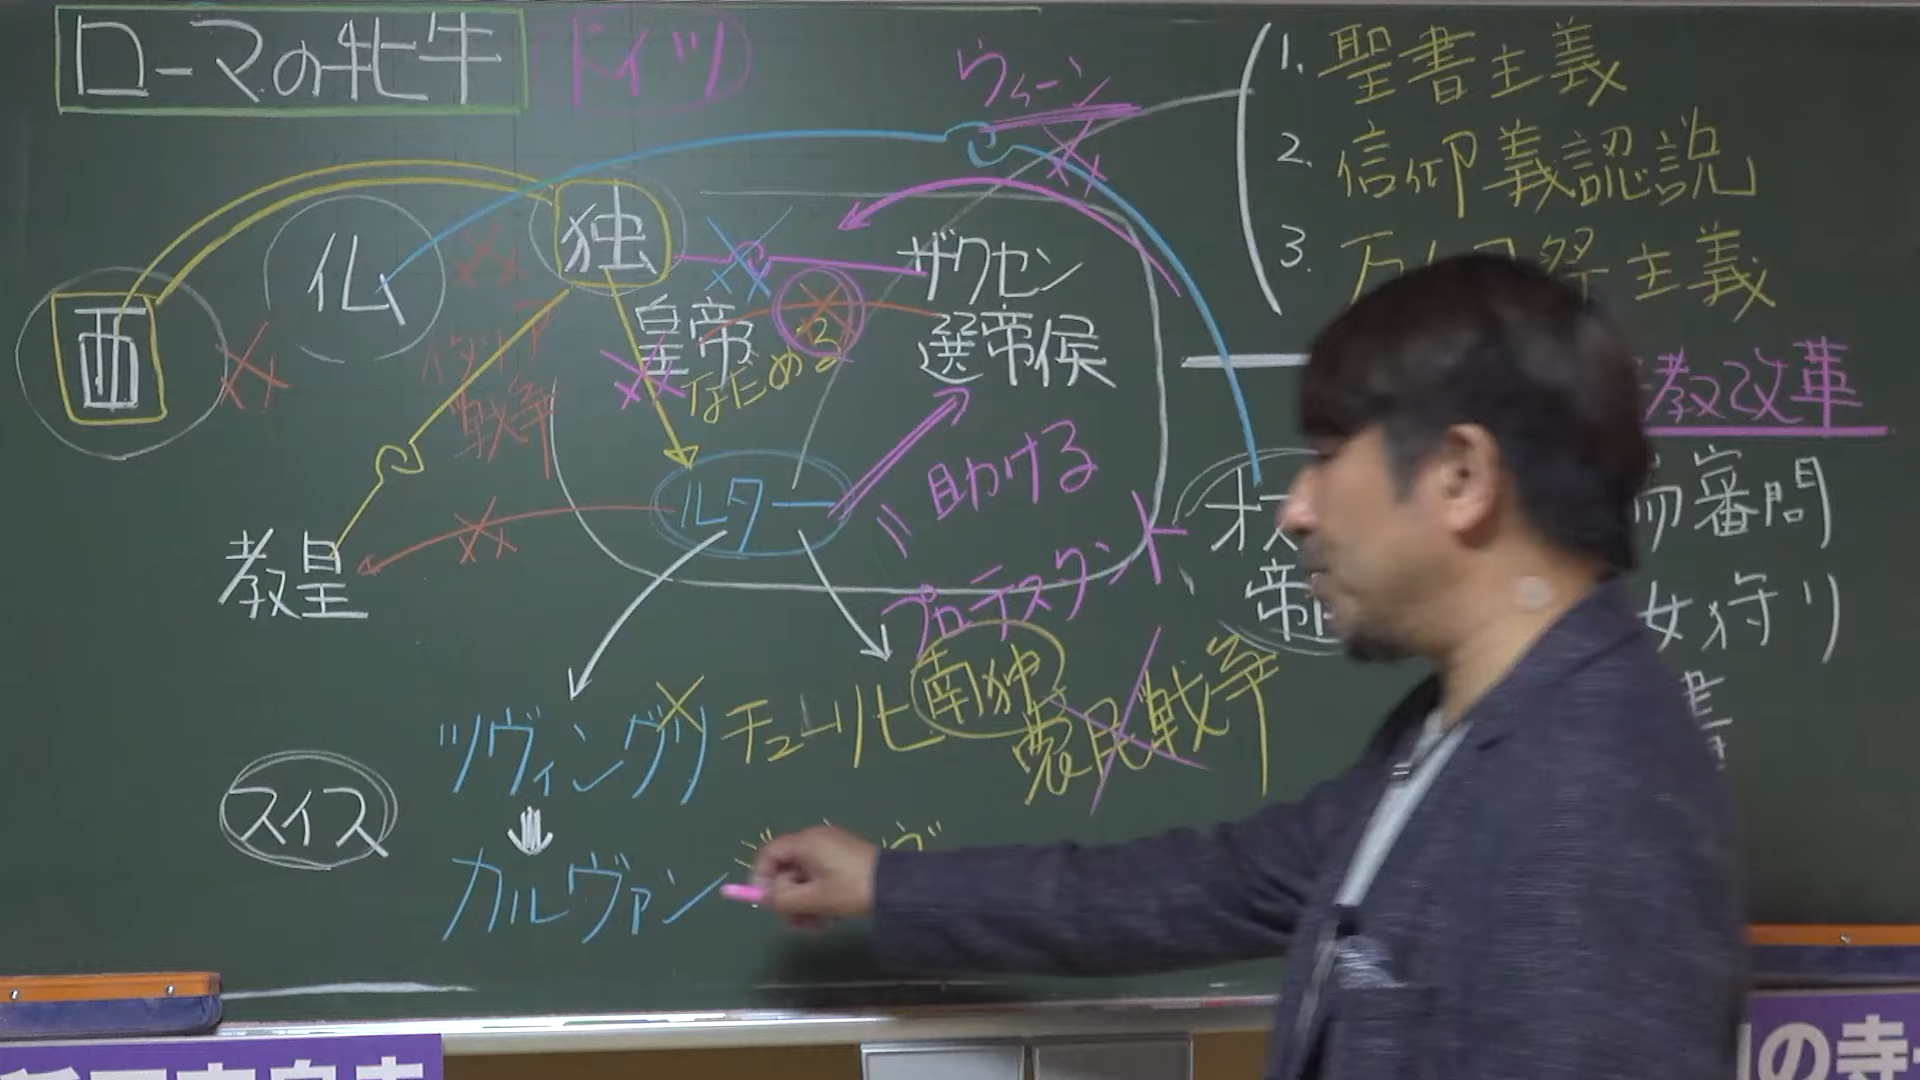 ローマの牝牛 ドイツ
ウィーン
1. 聖書主義
2. 信仰義認説
3. 万人祭主義
西
仏
独
皇帝
なだめる
ザクセン
選帝侯
イタリア
戦争
教皇
ルター
助ける
プロテスタント
教改革
審問
女狩り
オス
帝
南独
農民戦争
ツヴィングリ チューリヒ
スイス
カルヴァン
の寺